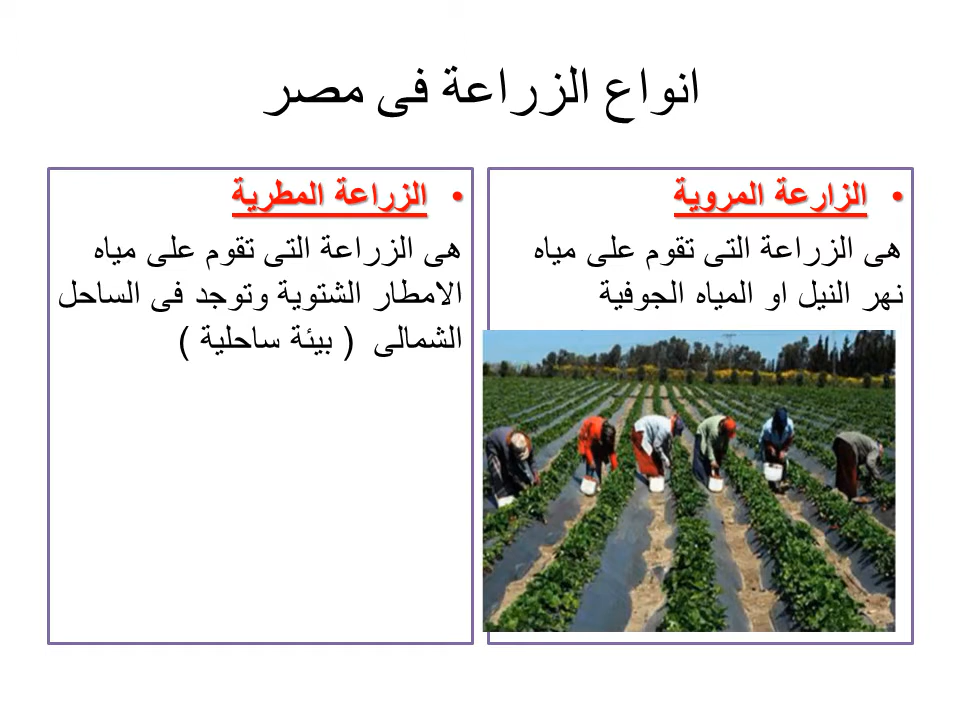 انواع الزراعة فى مصر
• الزارعة المروية
هى الزراعة التى تقوم على مياه
نهر النيل او المياه الجوفية
• الزراعة المطرية
هى الزراعة التى تقوم على مياه
الامطار الشتوية وتوجد فى الساحل
الشمالى ( بيئة ساحلية )